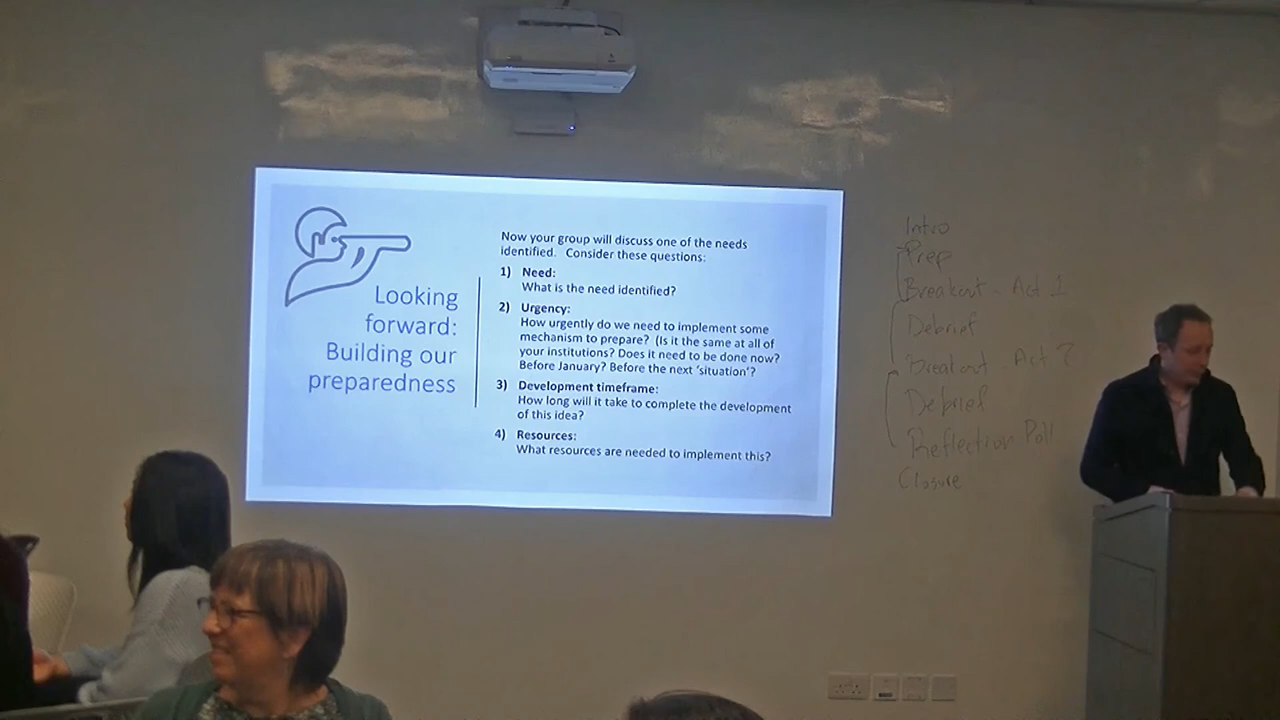 Looking
forward:
Building our
preparedness
Now your group will discuss one of the needs
identified. Consider these questions:
1) Need:
What is the need identified?
2) Urgency:
How urgently do we need to implement some
mechanism to prepare? (Is it the same at all of
your institutions? Does it need to be done now?
Before January? Before the next 'situation'?
3) Development timeframe:
How long will it take to complete the development
of this idea?
4) Resources:
What resources are needed to implement this?
Intro
Prep
Breakout - Act 1
Debrief
Breakout - Act 2
Debrief
Reflection Poll
Closure